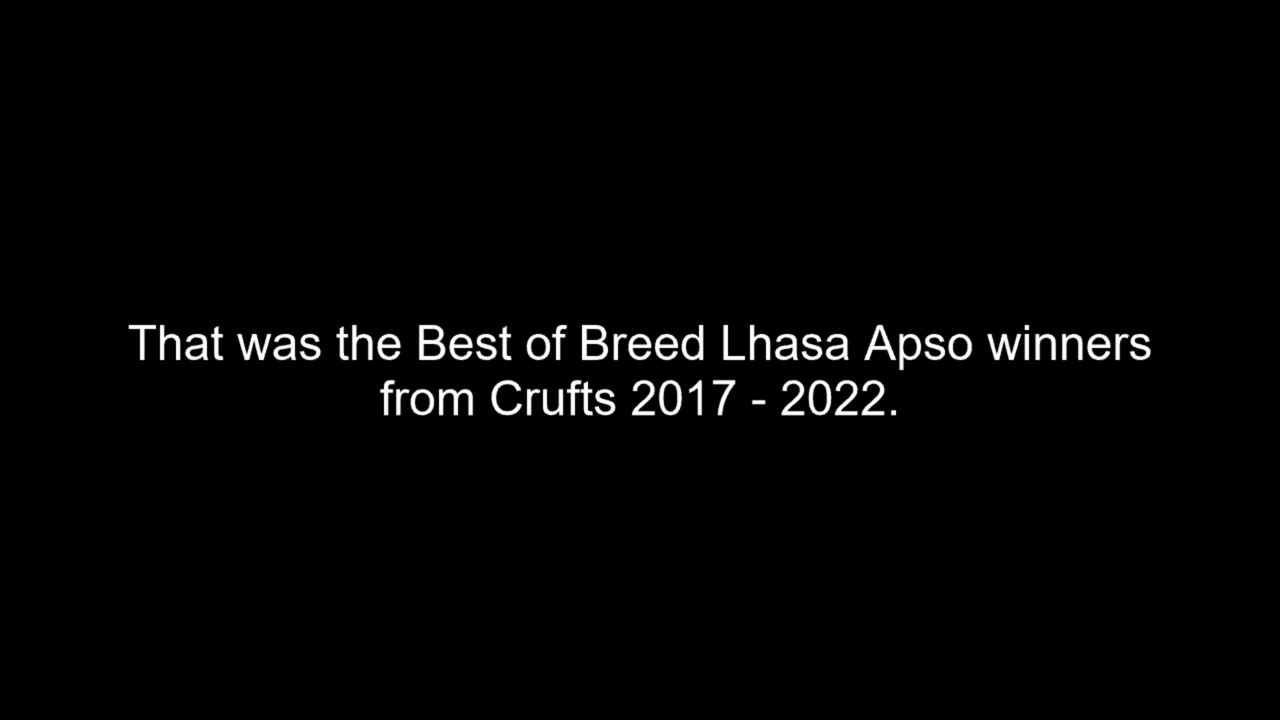 That was the Best of Breed Lhasa Apso winners
from Crufts 2017 - 2022.